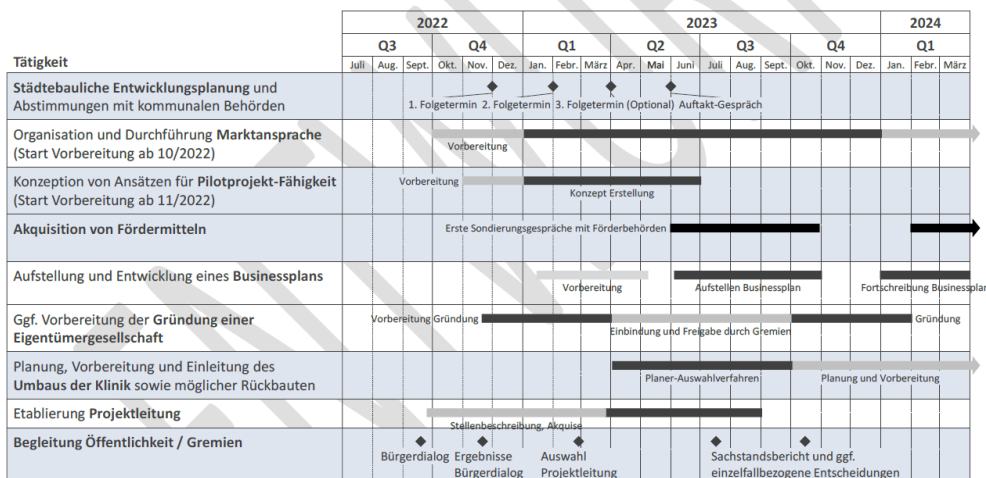 2022 2023 2024
Q3 Q4 Q1 Q2 Q3 Q4 Q1
Tätigkeit
Juli Aug. Sept. Okt. Nov. Dez. Jan. Febr. März Apr. Mai Juni Juli Aug. Sept. Okt. Nov. Dez. Jan. Feb. März
Städtebauliche Entwicklungsplanung und
Abstimmungen mit kommunalen Behörden
1. Folgetermin 2. Folgetermin 3. Folgetermin (Optional) Auftakt-Gespräch
Organisation und Durchführung Marktansprache
(Start Vorbereitung ab 10/2022)
Vorbereitung
Konzeption von Ansätzen für Pilotprojekt-Fähigkeit
(Start Vorbereitung ab 11/2022)
Vorbereitung
Konzept Erstellung
Akquisition von Fördermitteln
Erste Sondierungsgespräche mit Förderbehörden
Aufstellung und Entwicklung eines Businessplans
Vorbereitung
Aufstellen Businessplan
Fortschreibung Businessplan
Ggf. Vorbereitung der Gründung einer
Eigentümergesellschaft
Vorbereitung Gründung
Einbindung und Freigabe durch Gremien
Gründung
Planung, Vorbereitung und Einleitung des
Umbaus der Klinik sowie möglicher Rückbauten
Planer-Auswahlverfahren
Planung und Vorbereitung
Etablierung Projektleitung
Stellenbeschreibung, Akquise
Begleitung Öffentlichkeit / Gremien
Bürgerdialog
Ergebnisse
Bürgerdialog
Auswahl
Projektleitung
Sachstandsbericht und ggf.
einzelfallbezogene Entscheidungen